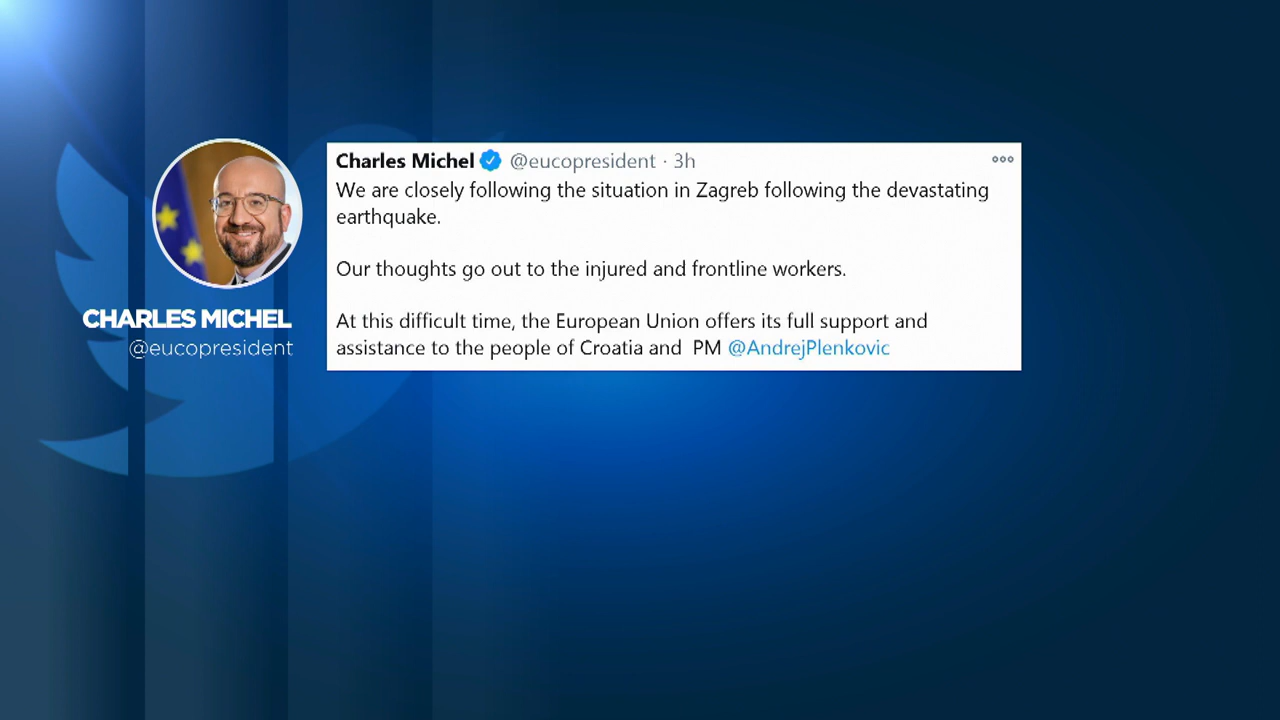 Charles Michel @eucopresident · 3h
We are closely following the situation in Zagreb following the devastating
earthquake.
Our thoughts go out to the injured and frontline workers.
At this difficult time, the European Union offers its full support and
assistance to the people of Croatia and PM @AndrejPlenkovic
CHARLES MICHEL
@eucopresident